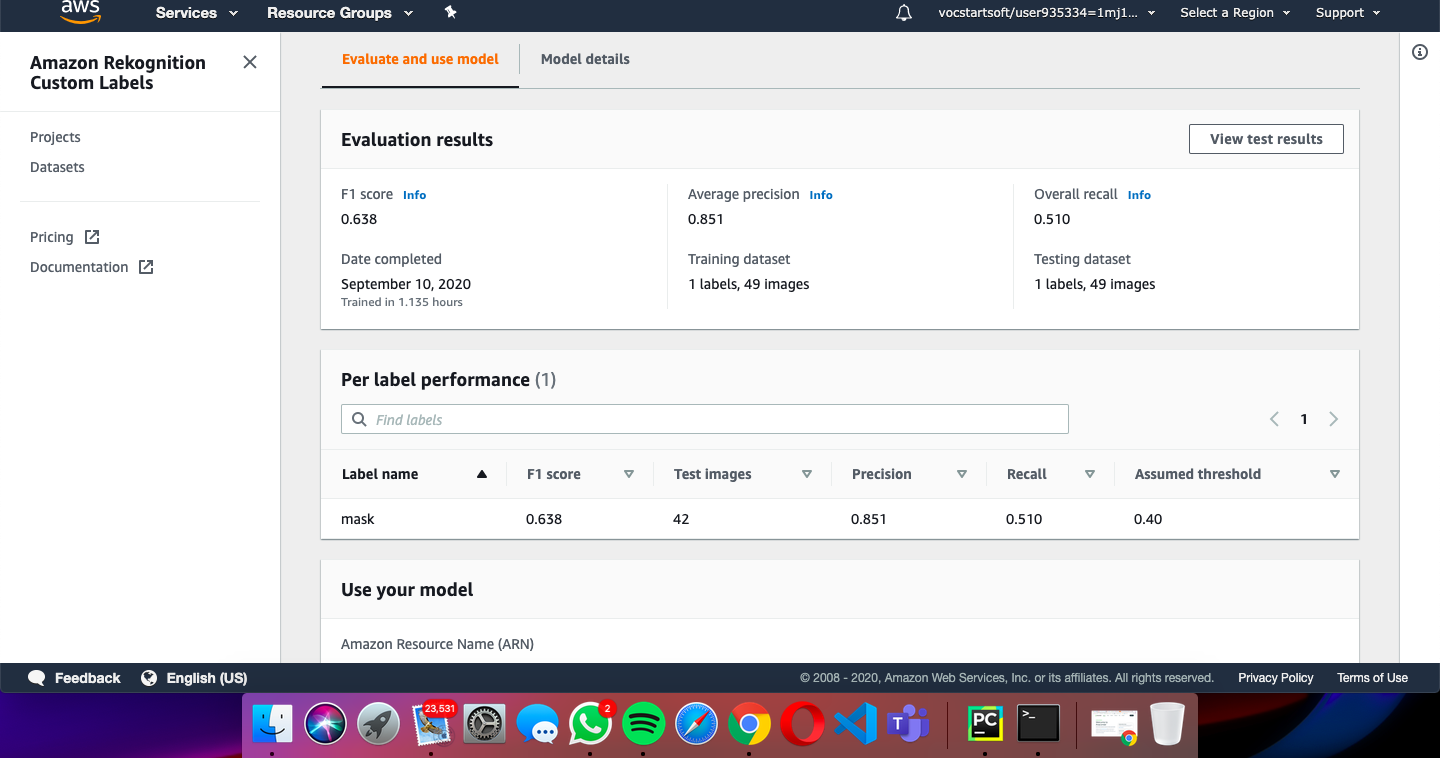 aws
Services
Resource Groups
vocstartsoft/user935334=1mj1...
Select a Region
Support
Amazon Rekognition
Custom Labels
Projects
Datasets
Pricing
Documentation
Evaluate and use model
Model details
Evaluation results
View test results
F1 score Info
0.638
Average precision Info
0.851
Overall recall Info
0.510
Date completed
September 10, 2020
Trained in 1.135 hours
Training dataset
1 labels, 49 images
Testing dataset
1 labels, 49 images
Per label performance (1)
Find labels
1
Label name F1 score Test images Precision Recall Assumed threshold
mask 0.638 42 0.851 0.510 0.40
Use your model
Amazon Resource Name (ARN)
Feedback
English (US)
© 2008 - 2020, Amazon Web Services, Inc. or its affiliates. All rights reserved.
Privacy Policy
Terms of Use
23,531
2
T
PC
>_